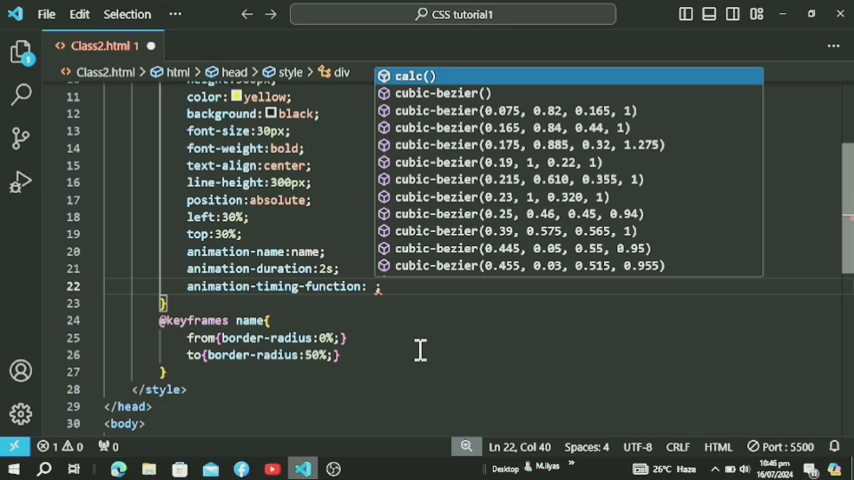 File Edit Selection ··· CSS tutorial1
Class2.html 1
Class2.html > html > head > style > div
calc()
cubic-bezier()
cubic-bezier(0.075, 0.82, 0.165, 1)
cubic-bezier(0.165, 0.84, 0.44, 1)
cubic-bezier(0.175, 0.885, 0.32, 1.275)
cubic-bezier(0.19, 1, 0.22, 1)
cubic-bezier(0.215, 0.610, 0.355, 1)
cubic-bezier(0.23, 1, 0.320, 1)
cubic-bezier(0.25, 0.46, 0.45, 0.94)
cubic-bezier(0.39, 0.575, 0.565, 1)
cubic-bezier(0.445, 0.05, 0.55, 0.95)
cubic-bezier(0.455, 0.03, 0.515, 0.955)
11 color:yellow;
12 background:black;
13 font-size:30px;
14 font-weight:bold;
15 text-align:center;
16 line-height:300px;
17 position:absolute;
18 left:30%;
19 top:30%;
20 animation-name:name;
21 animation-duration:2s;
22 animation-timing-function: ;
23 }
24 @keyframes name{
25 from{border-radius:0%;}
26 to{border-radius:50%;}
27 }
28 </style>
29 </head>
30 <body>
1 0 0 Ln 22, Col 40 Spaces: 4 UTF-8 CRLF HTML Port : 5500
Desktop M.Ilyas » 26°C Haze 10:46 pm
16/07/2024